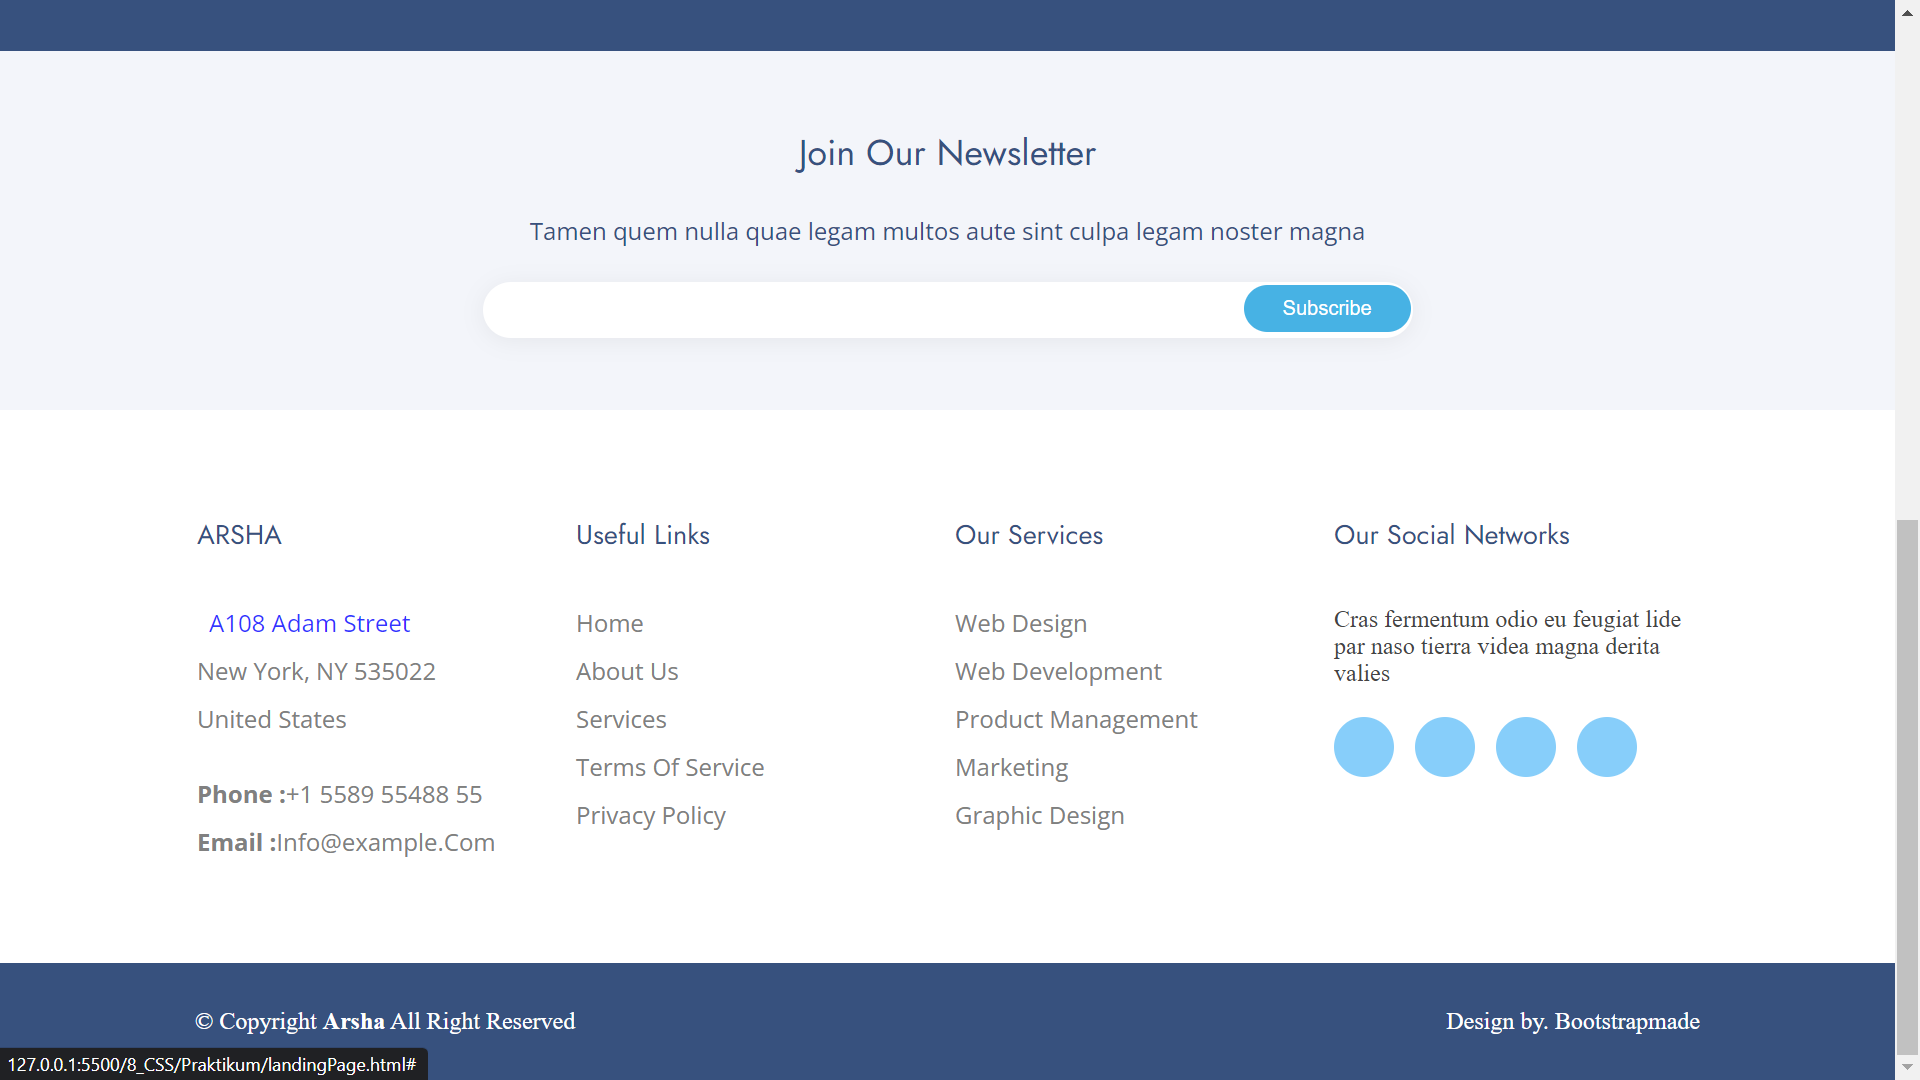 Join Our Newsletter
Tamen quem nulla quae legam multos aute sint culpa legam noster magna
Subscribe
ARSHA
A108 Adam Street
New York, NY 535022
United States
Phone :+1 5589 55488 55
Email :Info@example.Com
Useful Links
Home
About Us
Services
Terms Of Service
Privacy Policy
Our Services
Web Design
Web Development
Product Management
Marketing
Graphic Design
Our Social Networks
Cras fermentum odio eu feugiat lide
par naso tierra videa magna derita
valies
© Copyright Arsha All Right Reserved
Design by. Bootstrapmade
127.0.0.1:5500/8_CSS/Praktikum/landingPage.html#